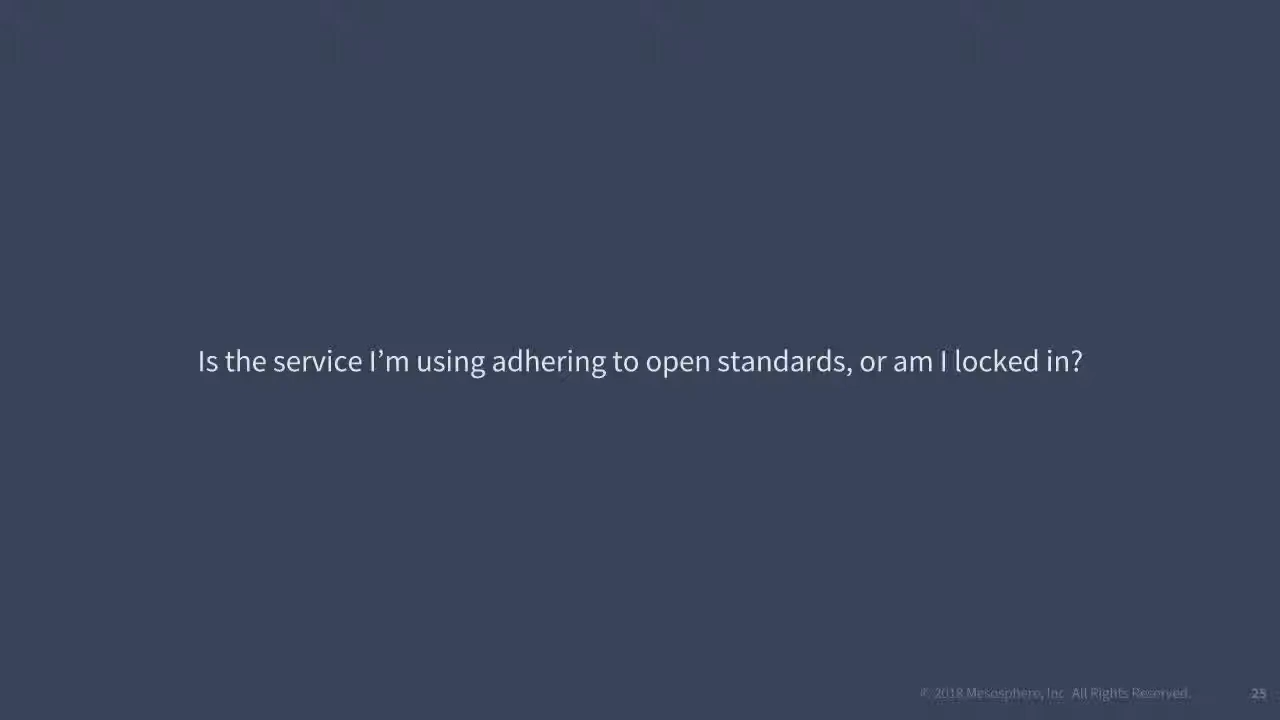 Is the service I’m using adhering to open standards, or am I locked in?
© 2018 Mesosphere, Inc. All Rights Reserved.
25